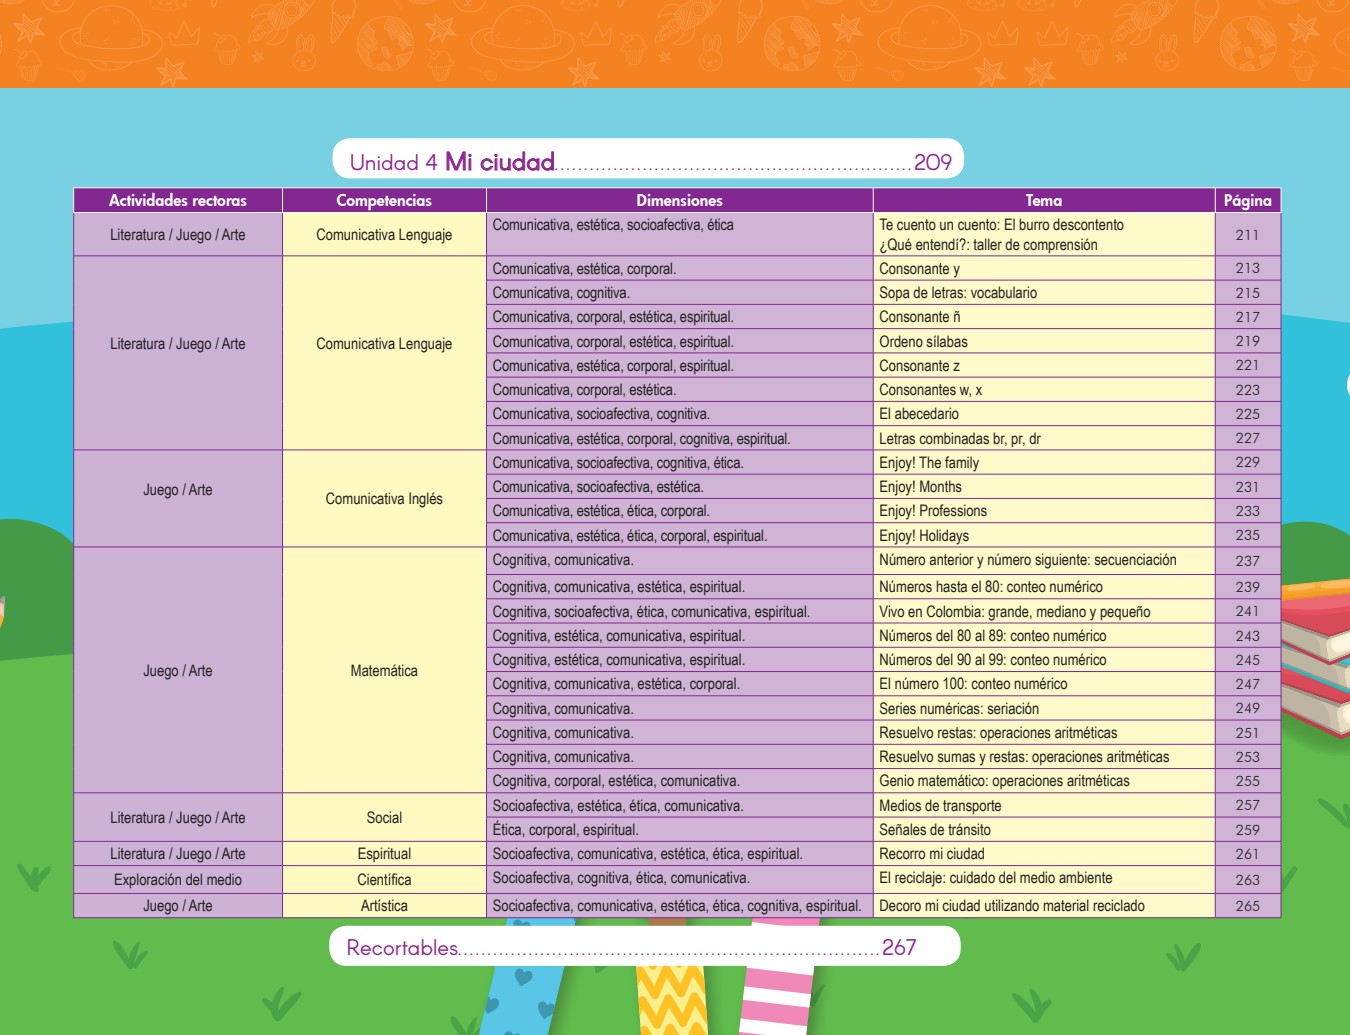 Unidad 4 Mi ciudad................................................................209
Actividades rectoras Competencias Dimensiones Tema Página
Literatura / Juego / Arte Comunicativa Lenguaje Comunicativa, estética, socioafectiva, ética Te cuento un cuento: El burro descontento
¿Qué entendí?: taller de comprensión 211
Literatura / Juego / Arte Comunicativa Lenguaje Comunicativa, estética, corporal. Consonante y 213
Comunicativa, cognitiva. Sopa de letras: vocabulario 215
Comunicativa, corporal, estética, espiritual. Consonante ñ 217
Comunicativa, corporal, estética, espiritual. Ordeno sílabas 219
Comunicativa, estética, corporal, espiritual. Consonante z 221
Comunicativa, corporal, estética. Consonantes w, x 223
Comunicativa, socioafectiva, cognitiva. El abecedario 225
Comunicativa, estética, corporal, cognitiva, espiritual. Letras combinadas br, pr, dr 227
Juego / Arte Comunicativa Inglés Comunicativa, socioafectiva, cognitiva, ética. Enjoy! The family 229
Comunicativa, socioafectiva, estética. Enjoy! Months 231
Comunicativa, estética, ética, corporal. Enjoy! Professions 233
Comunicativa, estética, ética, corporal, espiritual. Enjoy! Holidays 235
Juego / Arte Matemática Cognitiva, comunicativa. Número anterior y número siguiente: secuenciación 237
Cognitiva, comunicativa, estética, espiritual. Números hasta el 80: conteo numérico 239
Cognitiva, socioafectiva, ética, comunicativa, espiritual. Vivo en Colombia: grande, mediano y pequeño 241
Cognitiva, estética, comunicativa, espiritual. Números del 80 al 89: conteo numérico 243
Cognitiva, estética, comunicativa, espiritual. Números del 90 al 99: conteo numérico 245
Cognitiva, comunicativa, estética, corporal. El número 100: conteo numérico 247
Cognitiva, comunicativa. Series numéricas: seriación 249
Cognitiva, comunicativa. Resuelvo restas: operaciones aritméticas 251
Cognitiva, comunicativa. Resuelvo sumas y restas: operaciones aritméticas 253
Cognitiva, corporal, estética, comunicativa. Genio matemático: operaciones aritméticas 255
Literatura / Juego / Arte Social Socioafectiva, estética, ética, comunicativa. Medios de transporte 257
Ética, corporal, espiritual. Señales de tránsito 259
Literatura / Juego / Arte Espiritual Socioafectiva, comunicativa, estética, ética, espiritual. Recorro mi ciudad 261
Exploración del medio Científica Socioafectiva, cognitiva, ética, comunicativa. El reciclaje: cuidado del medio ambiente 263
Juego / Arte Artística Socioafectiva, comunicativa, estética, ética, cognitiva, espiritual. Decoro mi ciudad utilizando material reciclado 265
Recortables................................................................267